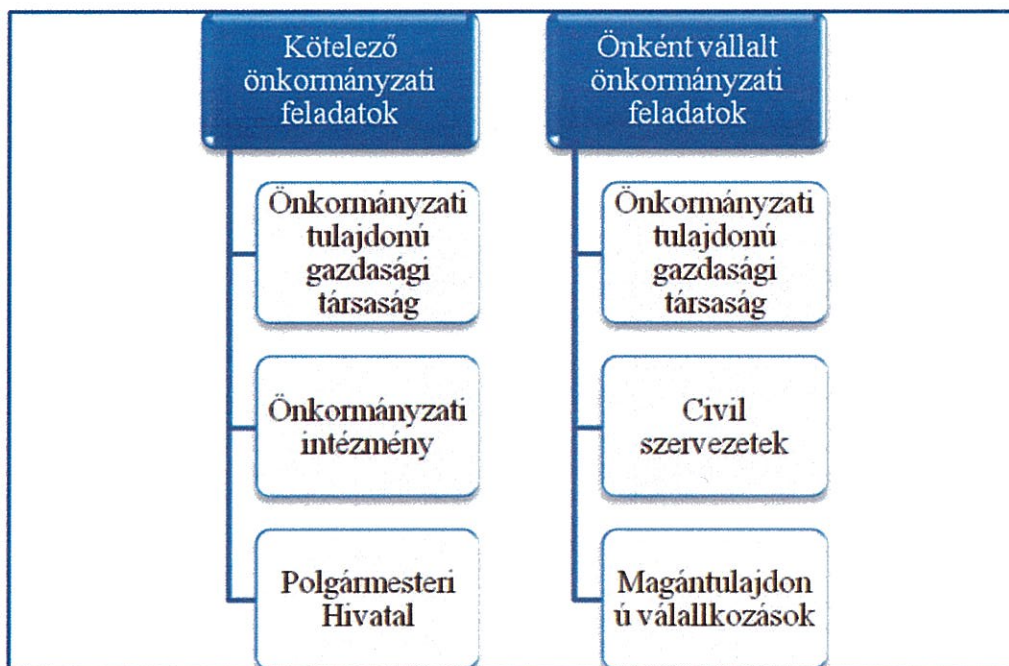 Kötelező
önkormányzati
feladatok
Önkormányzati
tulajdonú
gazdasági
társaság
Önkormányzati
intézmény
Polgármesteri
Hivatal
Önként vállalt
önkormányzati
feladatok
Önkormányzati
tulajdonú
gazdasági
társaság
Civil
szervezetek
Magántulajdon
ú válallkozások